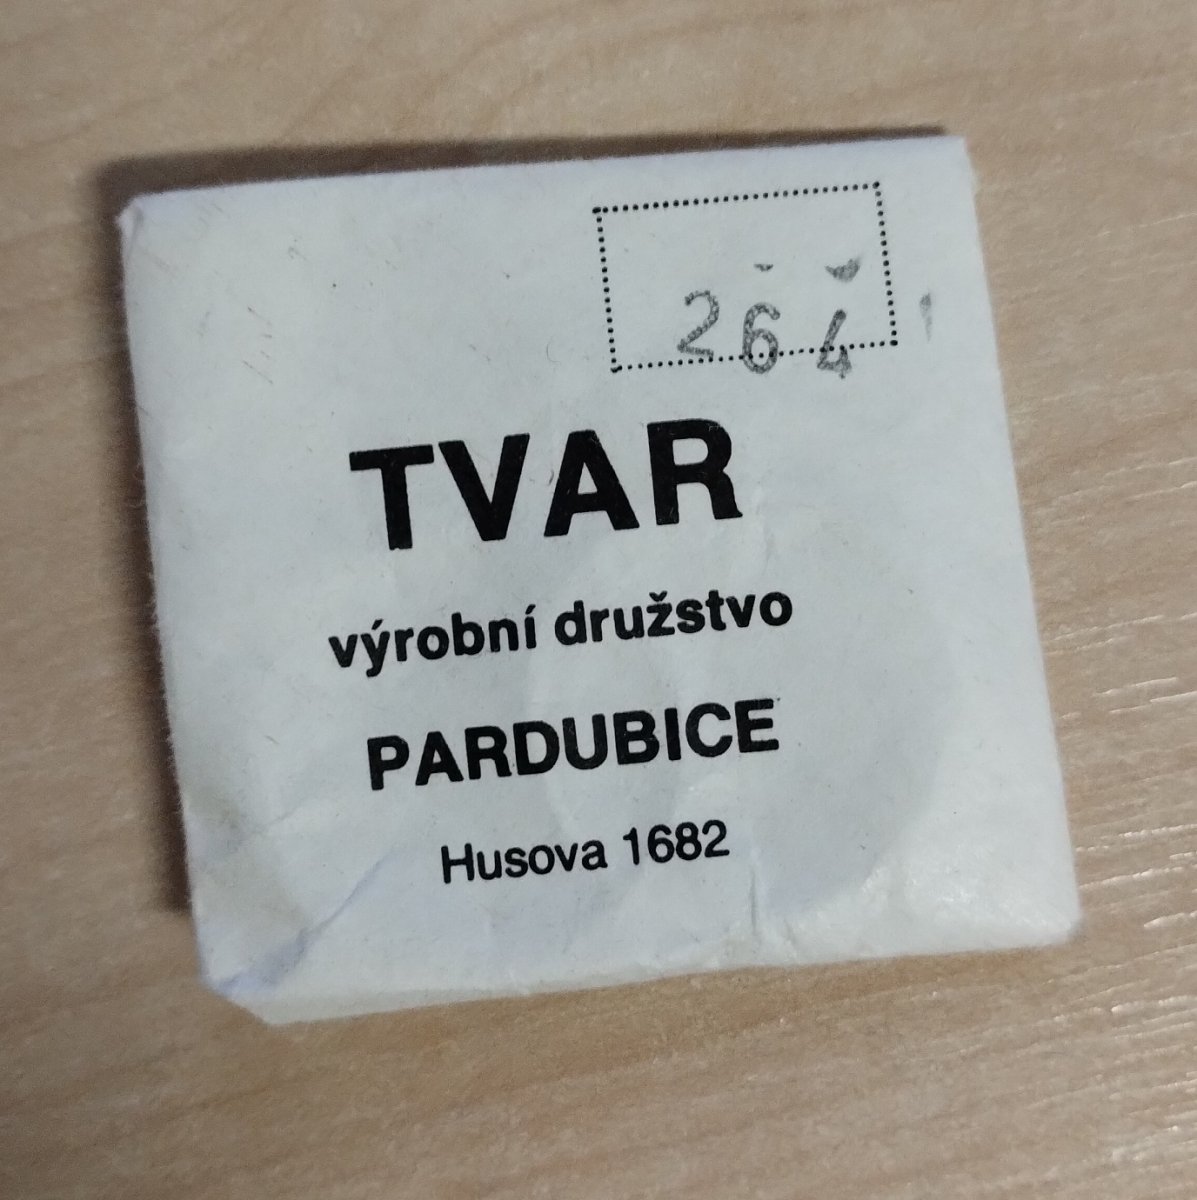 264
TVAR
výrobní družstvo
PARDUBICE
Husova 1682